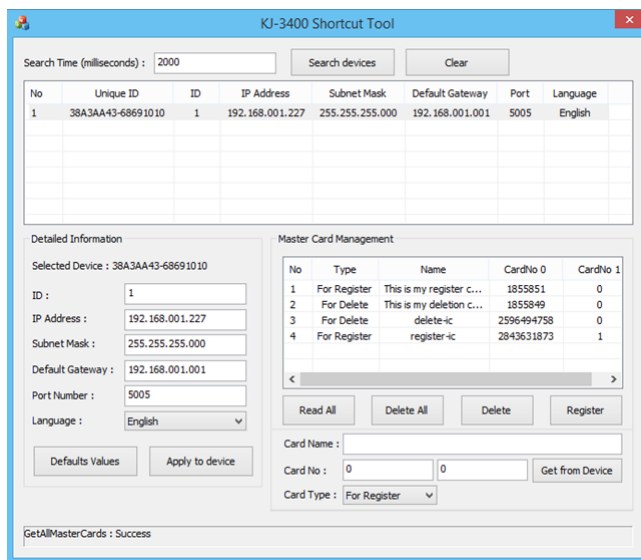 KJ-3400 Shortcut Tool
Search Time (milliseconds) : 2000 Search devices Clear
No Unique ID ID IP Address Subnet Mask Default Gateway Port Language
1 38A3AA43-68691010 1 192.168.001.227 255.255.255.000 192.168.001.001 5005 English
Detailed Information
Selected Device : 38A3AA43-68691010
ID : 1
IP Address : 192.168.001.227
Subnet Mask : 255.255.255.000
Default Gateway : 192.168.001.001
Port Number : 5005
Language : English
Defaults Values Apply to device
Master Card Management
No Type Name CardNo 0 CardNo 1
1 For Register This is my register c... 1855851 0
2 For Delete This is my deletion c... 1855849 0
3 For Delete delete-ic 2596494758 0
4 For Register register-ic 2843631873 1
Read All Delete All Delete Register
Card Name :
Card No : 0 0 Get from Device
Card Type : For Register
GetAllMasterCards : Success